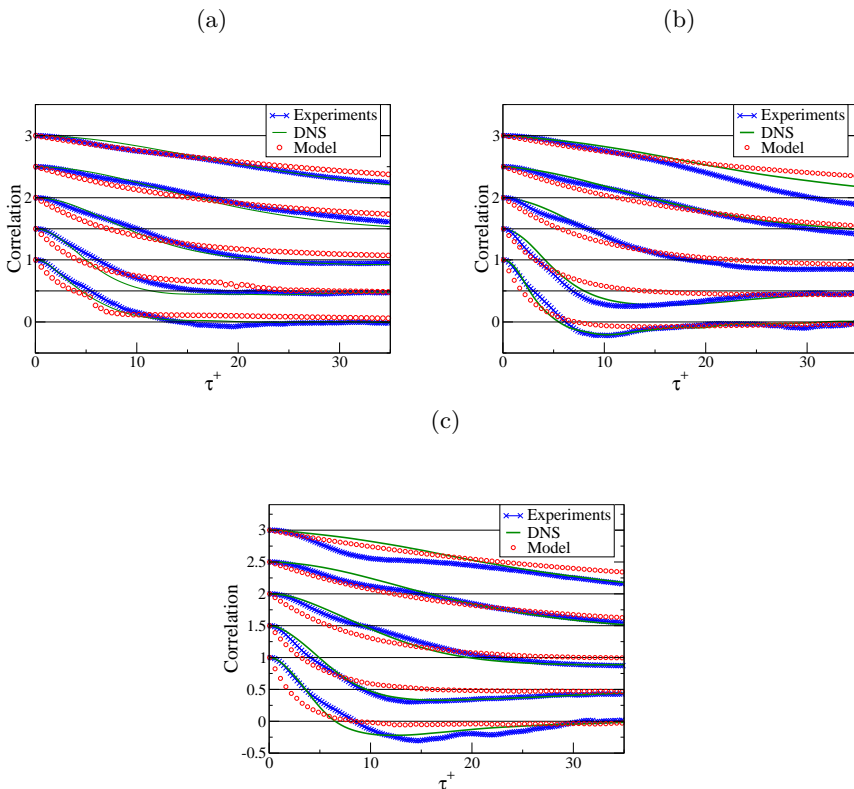 (a)
(b)
Experiments
DNS
Model
3
2
1
0
Correlation
0
10
20
30
τ+
Experiments
DNS
Model
3
2
1
0
Correlation
0
10
20
30
τ+
(c)
Experiments
DNS
Model
3
2.5
2
1.5
1
0.5
0
-0.5
Correlation
0
10
20
30
τ+